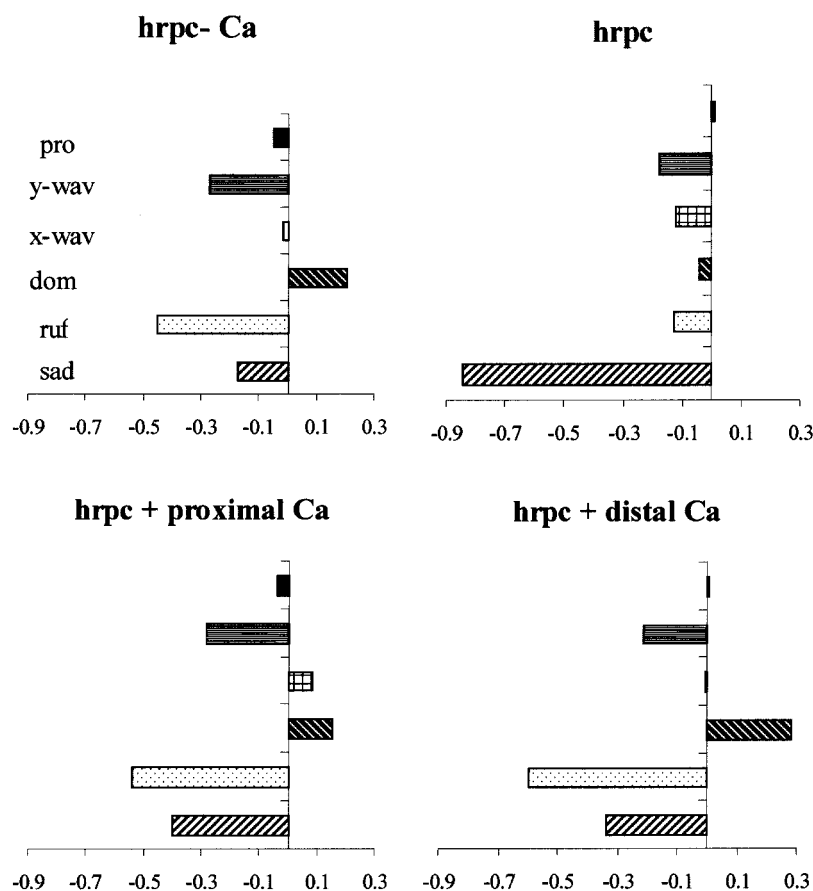 hrpc- Ca
hrpc
pro
y-wav
x-wav
dom
ruf
sad
-0.9 -0.7 -0.5 -0.3 -0.1 0.1 0.3
-0.9 -0.7 -0.5 -0.3 -0.1 0.1 0.3
hrpc + proximal Ca
hrpc + distal Ca
-0.9 -0.7 -0.5 -0.3 -0.1 0.1 0.3
-0.9 -0.7 -0.5 -0.3 -0.1 0.1 0.3